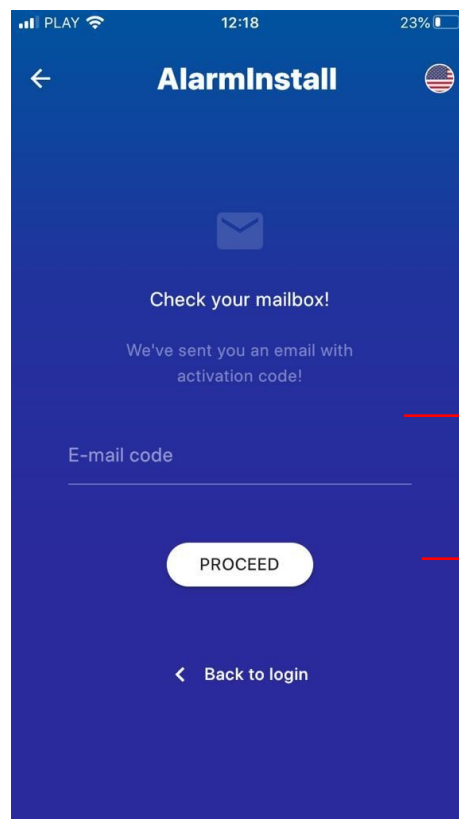 PLAY 12:18 23%
AlarmInstall
Check your mailbox!
We've sent you an email with
activation code!
E-mail code
PROCEED
Back to login